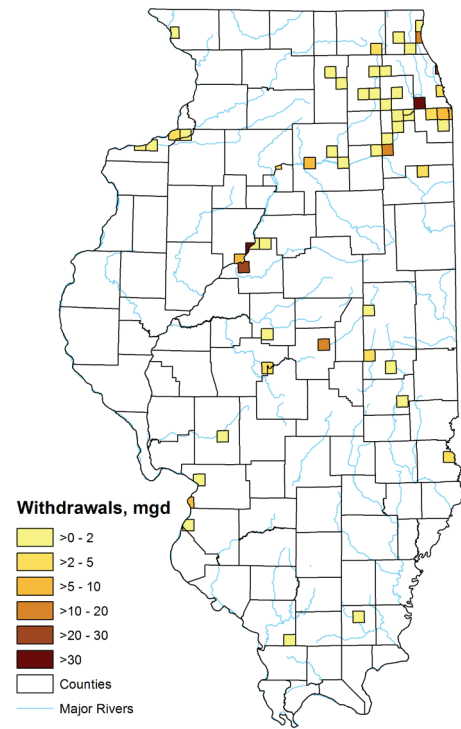 Withdrawals, mgd
>0 - 2
>2 - 5
>5 - 10
>10 - 20
>20 - 30
>30
Counties
Major Rivers